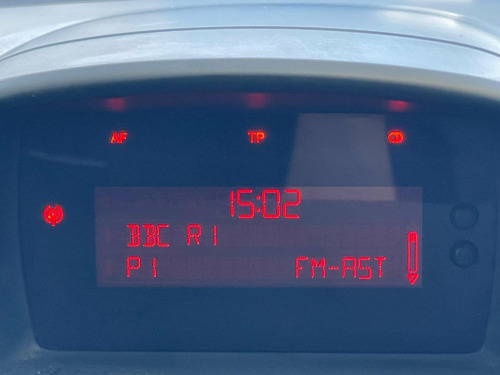 AF TP
15:02
BBC R1
P1 FM-AST